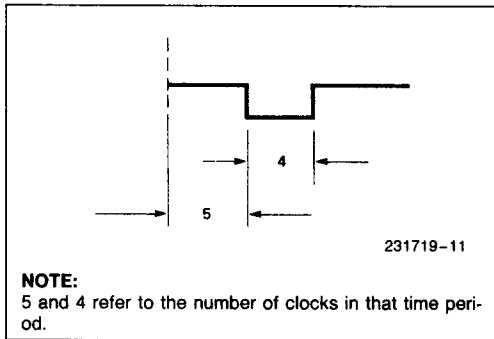 4
5
231719-11
NOTE:
5 and 4 refer to the number of clocks in that time peri-
od.